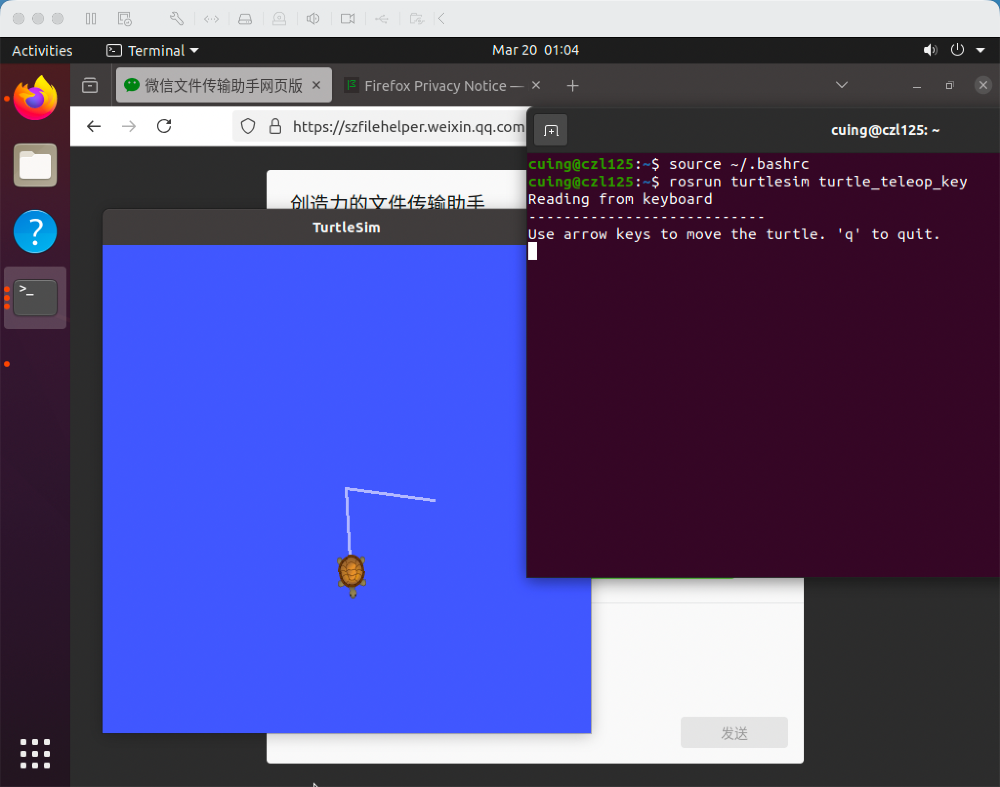 Activities
Terminal
Mar 20 01:04
微信文件传输助手网页版
Firefox Privacy Notice —
https://szfilehelper.weixin.qq.com
cuing@czl125: ~
cuing@czl125:~$ source ~/.bashrc
cuing@czl125:~$ rosrun turtlesim turtle_teleop_key
Reading from keyboard
---------------------------
Use arrow keys to move the turtle. 'q' to quit.
创造力的文件传输助手
TurtleSim
发送